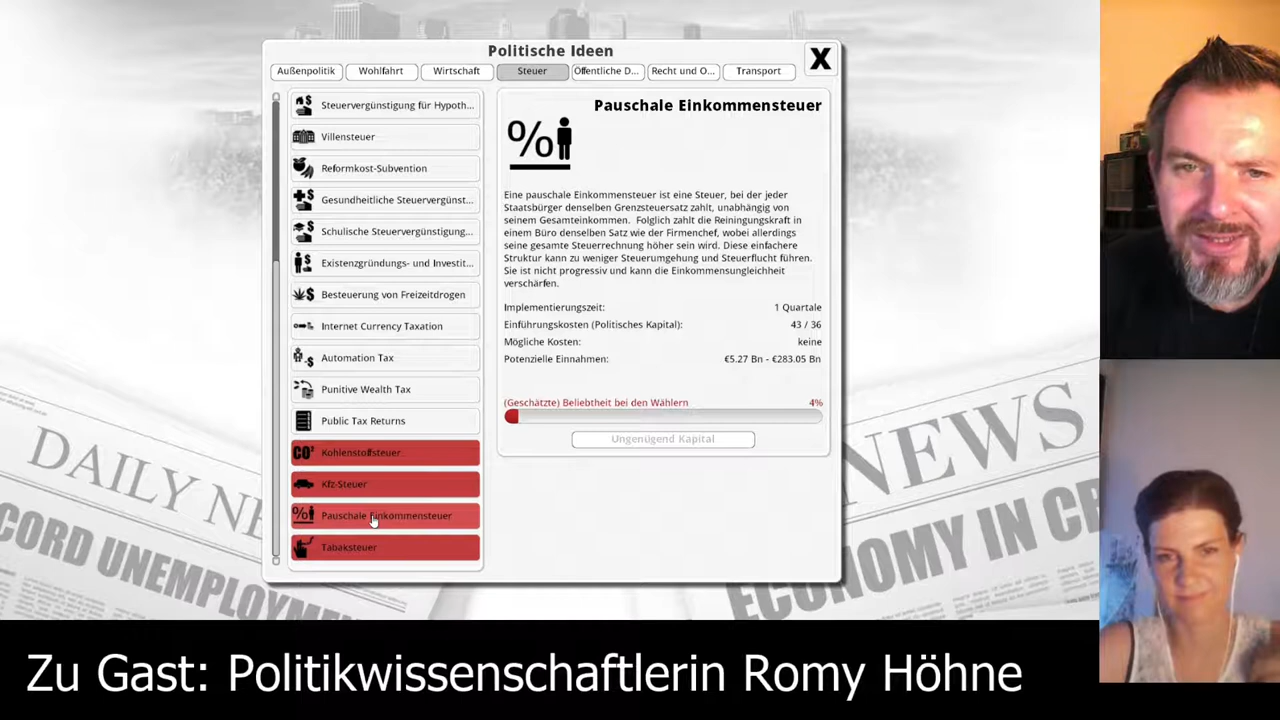 Politische Ideen
X
Außenpolitik
Wohlfahrt
Wirtschaft
Steuer
Öffentliche D...
Recht und O...
Transport
Steuervergünstigung für Hypoth...
Villensteuer
Reformkost-Subvention
Gesundheitliche Steuervergünst...
Schulische Steuervergünstigung...
Existenzgründungs- und Investit...
Besteuerung von Freizeitdrogen
Internet Currency Taxation
Automation Tax
Punitive Wealth Tax
Public Tax Returns
CO² Kohlenstoffsteuer
Kfz-Steuer
Pauschale Einkommensteuer
Tabaksteuer
Pauschale Einkommensteuer
Eine pauschale Einkommensteuer ist eine Steuer, bei der jeder
Staatsbürger denselben Grenzsteuersatz zahlt, unabhängig von
seinem Gesamteinkommen. Folglich zahlt die Reiningungskraft in
einem Büro denselben Satz wie der Firmenchef, wobei allerdings
seine gesamte Steuerrechnung höher sein wird. Diese einfachere
Struktur kann zu weniger Steuerumgehung und Steuerflucht führen.
Sie ist nicht progressiv und kann die Einkommensungleichheit
verschärfen.
Implementierungszeit: 1 Quartale
Einführungskosten (Politisches Kapital): 43 / 36
Mögliche Kosten: keine
Potenzielle Einnahmen: €5.27 Bn - €283.05 Bn
(Geschätzte) Beliebtheit bei den Wählern 4%
Ungenügend Kapital
DAILY NE
CORD UNEMPLOYME
NEWS
ECONOMY IN CR
Zu Gast: Politikwissenschaftlerin Romy Höhne